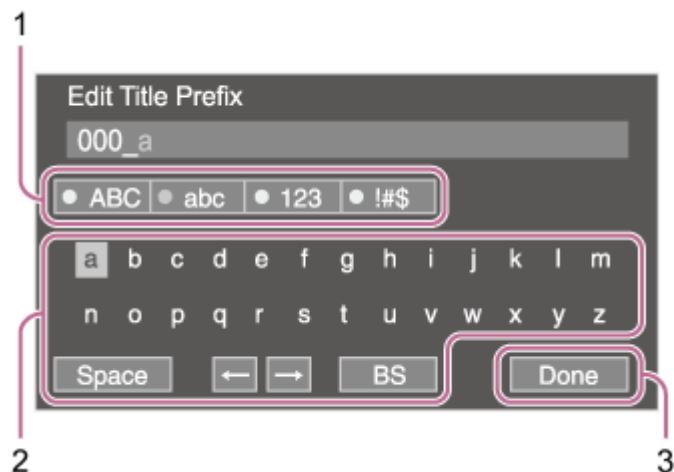 1
Edit Title Prefix
000_a
ABC abc 123 !#$
a b c d e f g h i j k l m
n o p q r s t u v w x y z
Space ← → BS Done
2 3